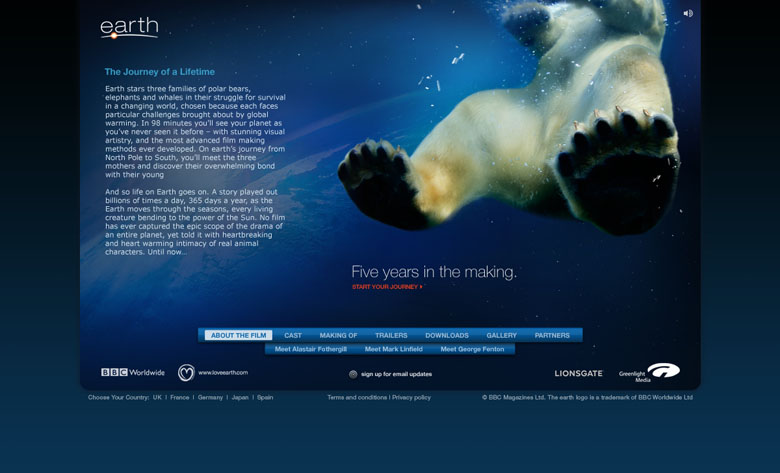 earth
The Journey of a Lifetime
Earth stars three families of polar bears,
elephants and whales in their struggle for survival
in a changing world, chosen because each faces
particular challenges brought about by global
warming. In 98 minutes you'll see your planet as
you've never seen it before – with stunning visual
artistry, and the most advanced film making
methods ever developed. On earth's journey from
North Pole to South, you'll meet the three
mothers and discover their overwhelming bond
with their young
And so life on Earth goes on. A story played out
billions of times a day, 365 days a year, as the
Earth moves through the seasons, every living
creature bending to the power of the Sun. No film
has ever captured the epic scope of the drama of
an entire planet, yet told it with heartbreaking
and heart warming intimacy of real animal
characters. Until now…
Five years in the making.
START YOUR JOURNEY
ABOUT THE FILM CAST MAKING OF TRAILERS DOWNLOADS GALLERY PARTNERS
Meet Alastair Fothergill Meet Mark Linfield Meet George Fenton
BBC Worldwide www.loveearth.com sign up for email updates LIONSGATE Greenlight Media
Choose Your Country: UK | France | Germany | Japan | Spain Terms and conditions | Privacy policy © BBC Magazines Ltd. The earth logo is a trademark of BBC Worldwide Ltd